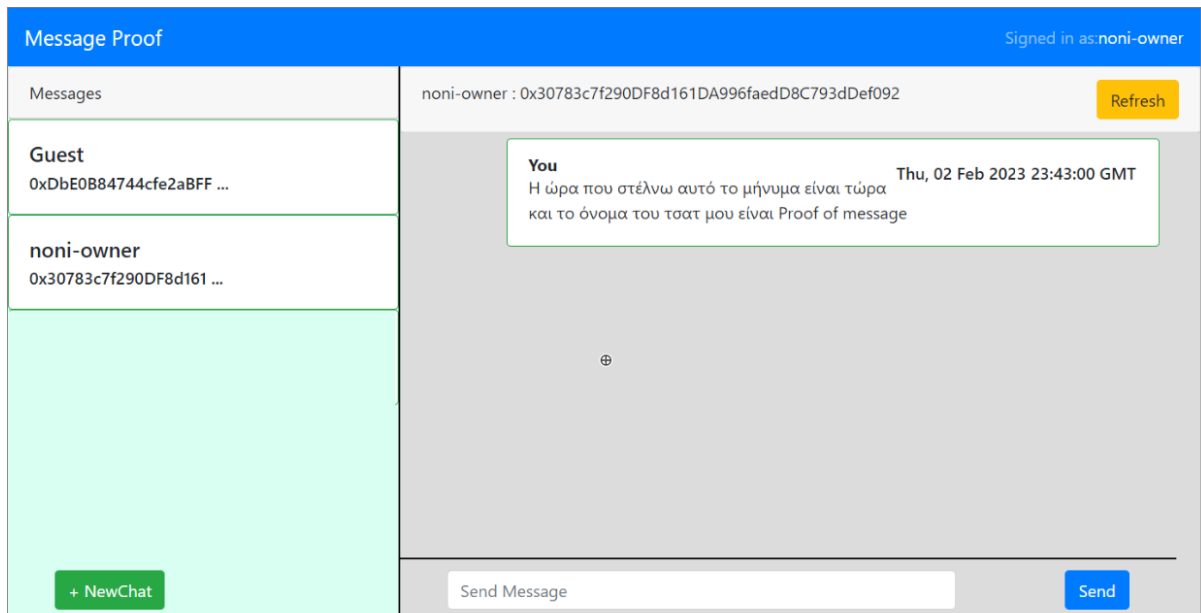 Message Proof
Signed in as:noni-owner
Messages
Guest
0xDbE0B84744cfe2aBFF ...
noni-owner
0x30783c7f290DF8d161 ...
+ NewChat
noni-owner : 0x30783c7f290DF8d161DA996faedD8C793dDef092
Refresh
You
Thu, 02 Feb 2023 23:43:00 GMT
Η ώρα που στέλνω αυτό το μήνυμα είναι τώρα
και το όνομα του τσατ μου είναι Proof of message
Send Message
Send